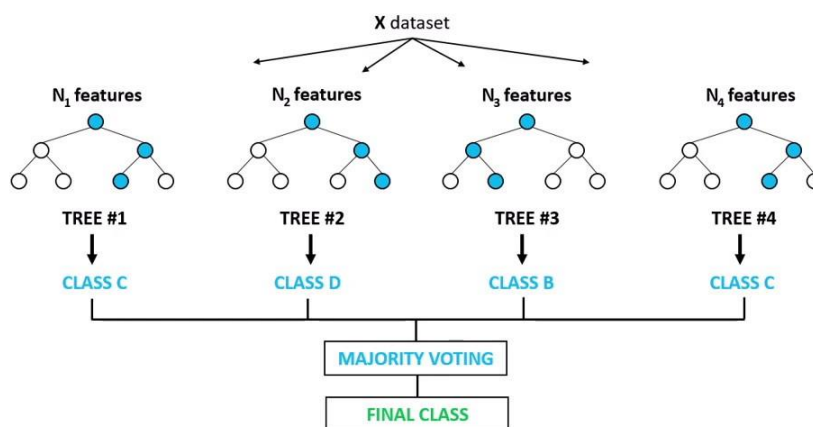 X dataset
N₁ features
N₂ features
N₃ features
N₄ features
TREE #1
TREE #2
TREE #3
TREE #4
CLASS C
CLASS D
CLASS B
CLASS C
MAJORITY VOTING
FINAL CLASS